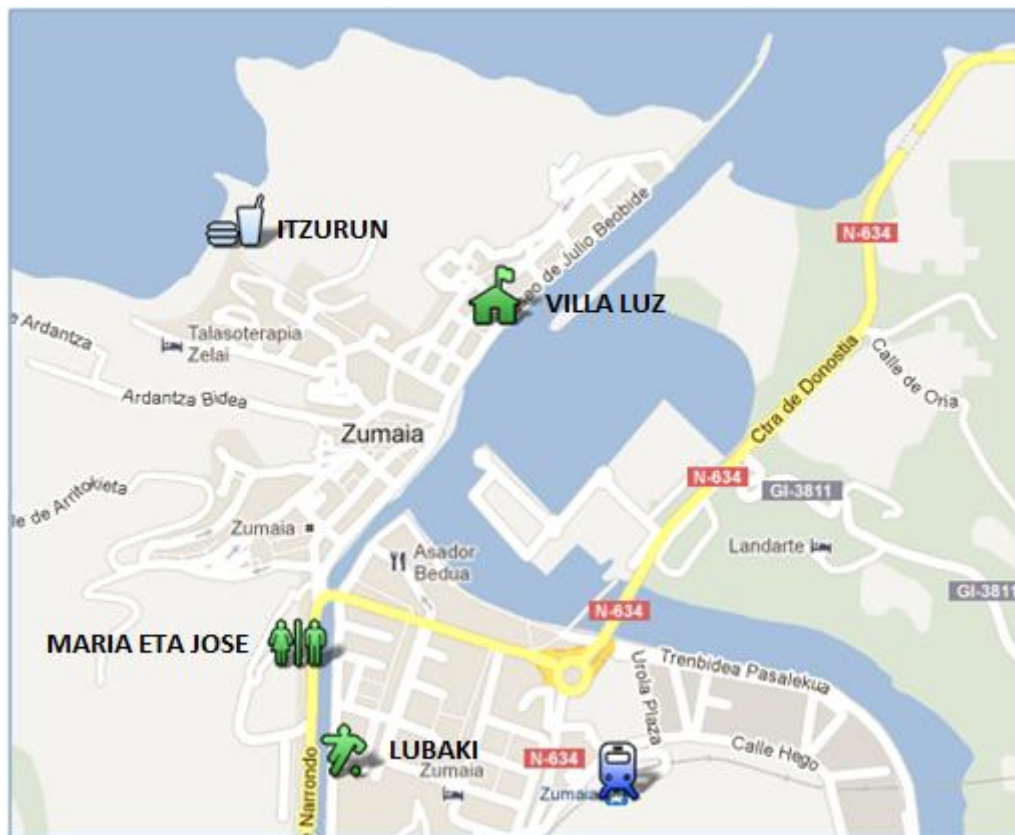 ITZURUN
N-634
ego de Julio Beobide
VILLA LUZ
e Ardantza
Talasoterapia
Zelai
Ctra de Donostia
Calle de Oria
Ardantza Bidea
Zumaia
N-634
GI-3811
lle de Arritokieta
Zumaia
Asador
Bedua
Landarte
GI-3811
N-634
MARIA ETA JOSE
Trenbidea Pasalekua
Urola Plaza
LUBAKI
Calle Hego
N-634
Zumaia
Zumaia
Narrondo